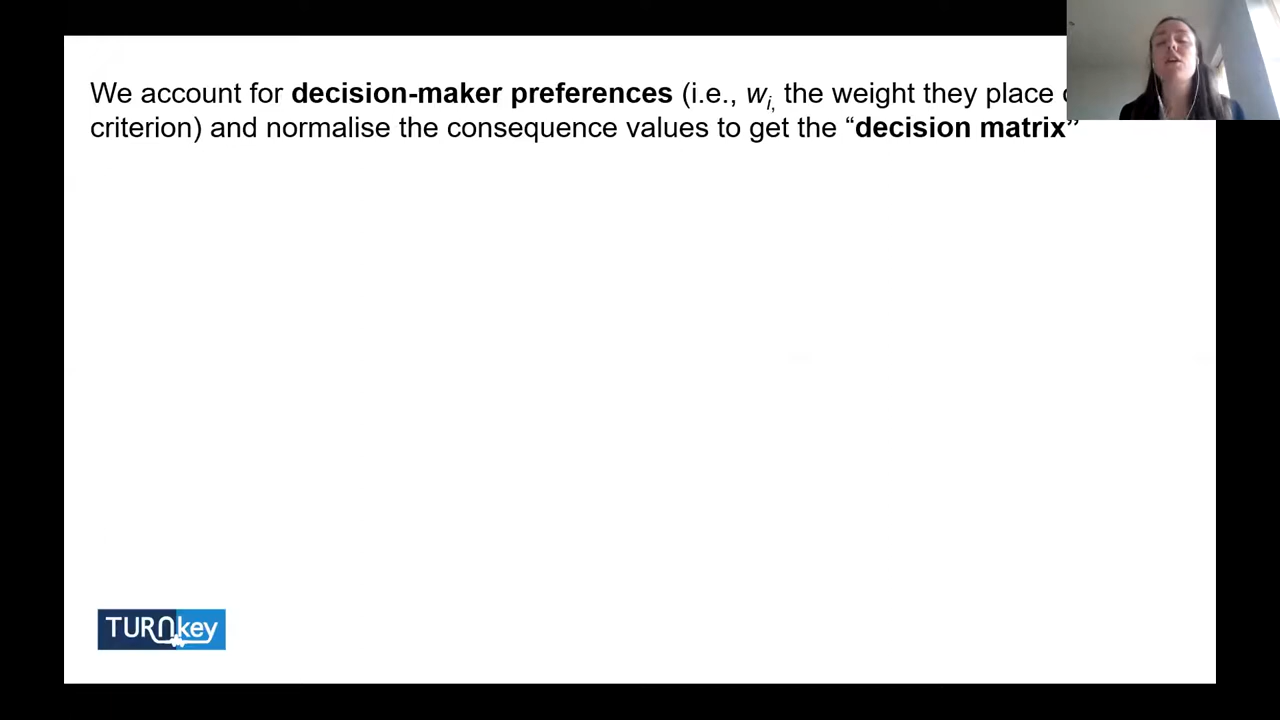 We account for decision-maker preferences (i.e., wi, the weight they place
criterion) and normalise the consequence values to get the “decision matrix”
TURNkey